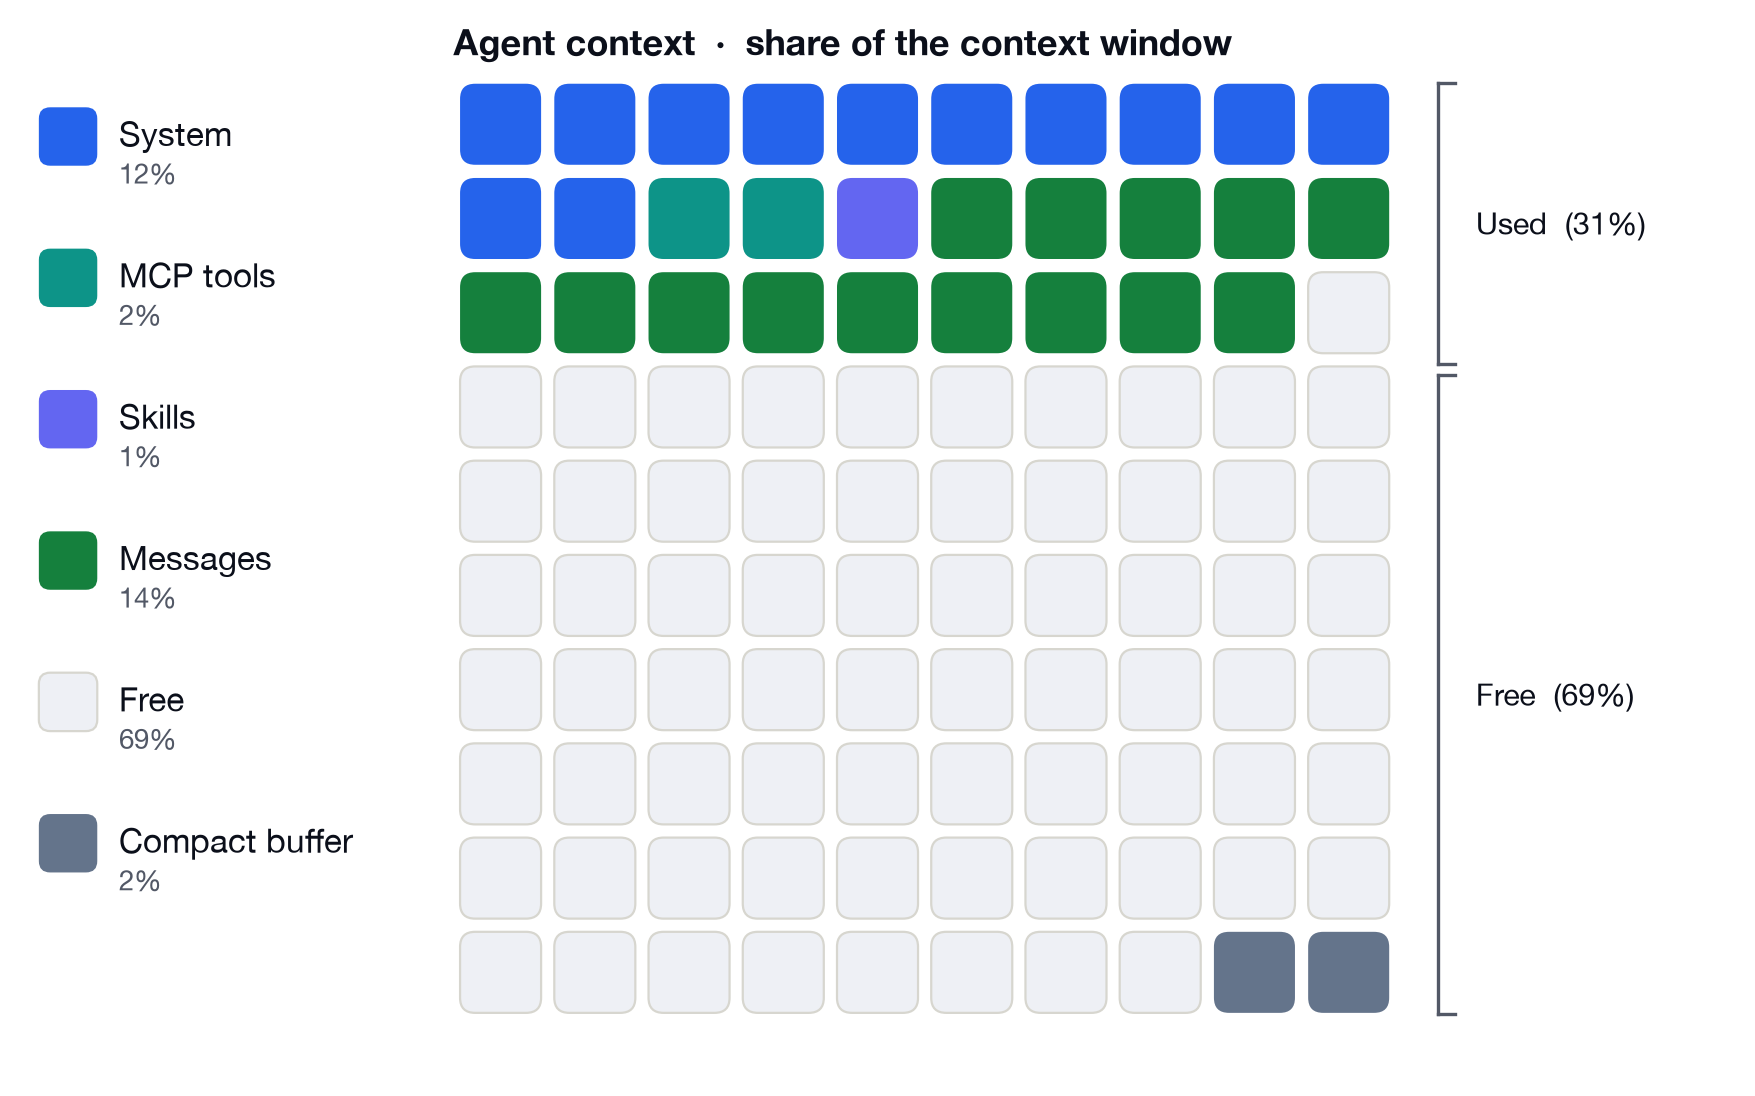 Agent context · share of the context window
System
12%
MCP tools
2%
Skills
1%
Messages
14%
Free
69%
Compact buffer
2%
Used (31%)
Free (69%)